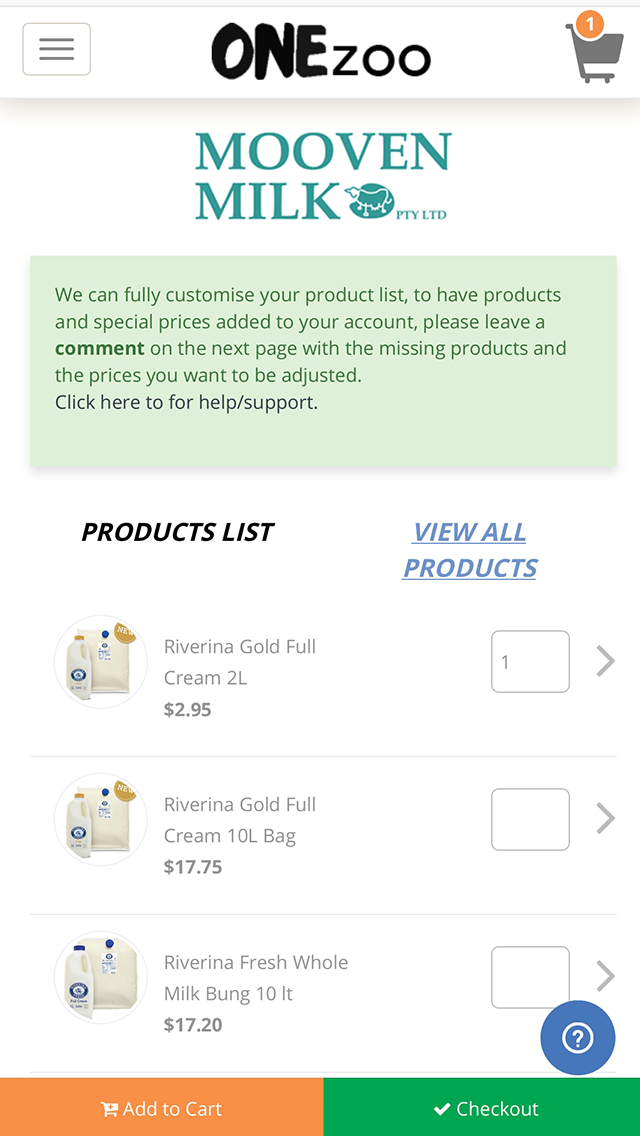 1
ONEzoo
MOOVEN
MILK PTY LTD
We can fully customise your product list, to have products
and special prices added to your account, please leave a
comment on the next page with the missing products and
the prices you want to be adjusted.
Click here to for help/support.
PRODUCTS LIST
VIEW ALL
PRODUCTS
NEW
Riverina Gold Full
Cream 2L
$2.95
1
NEW
Riverina Gold Full
Cream 10L Bag
$17.75
Riverina Fresh Whole
Milk Bung 10 lt
$17.20
?
Add to Cart
Checkout